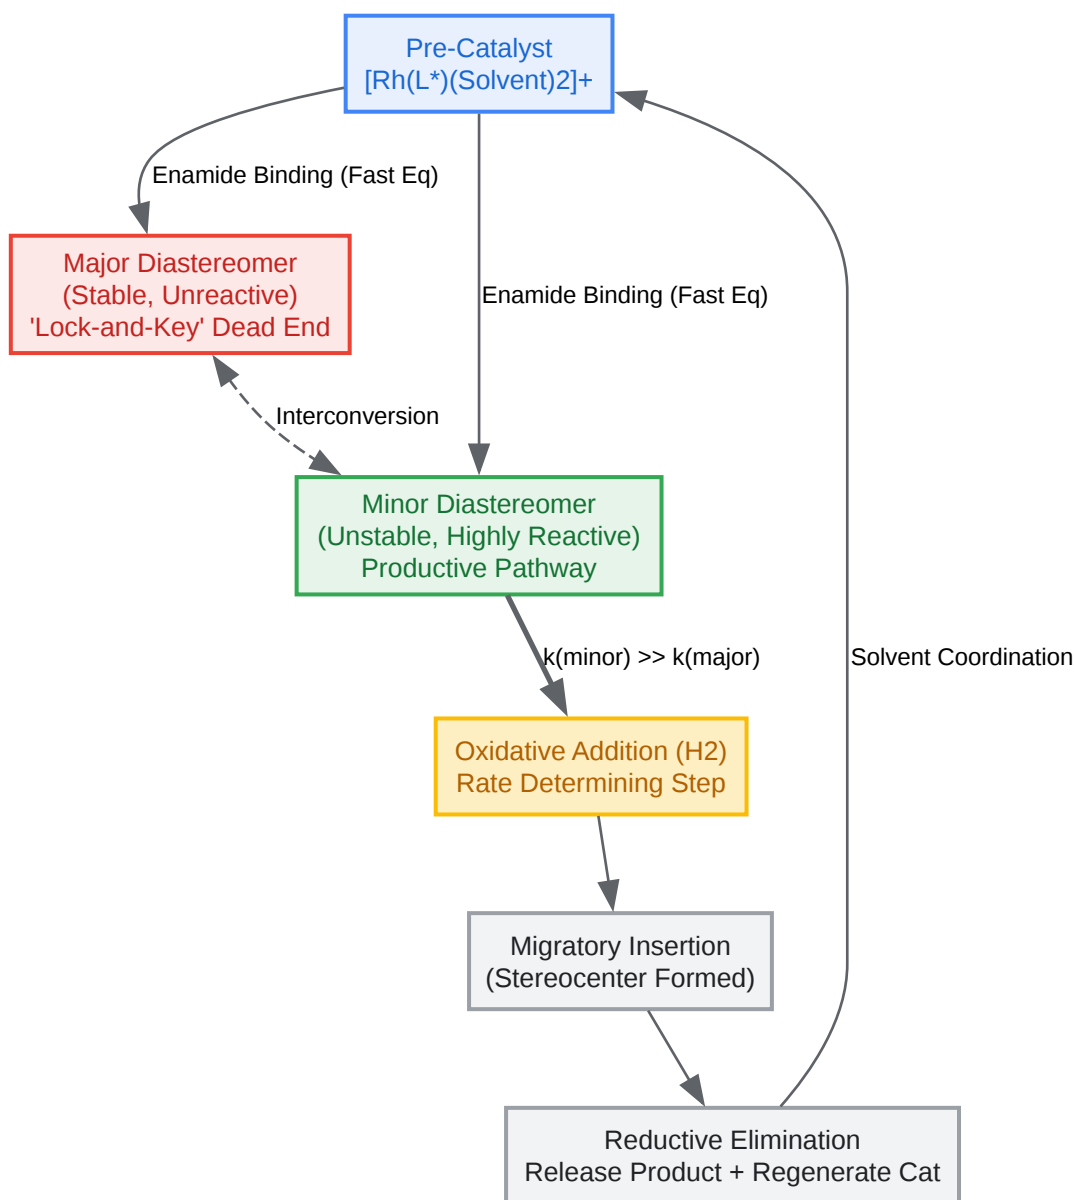 Pre-Catalyst
[Rh(L*)(Solvent)2]+
Enamide Binding (Fast Eq)
Major Diastereomer
(Stable, Unreactive)
'Lock-and-Key' Dead End
Enamide Binding (Fast Eq)
Interconversion
Minor Diastereomer
(Unstable, Highly Reactive)
Productive Pathway
k(minor) >> k(major)
Solvent Coordination
Oxidative Addition (H2)
Rate Determining Step
Migratory Insertion
(Stereocenter Formed)
Reductive Elimination
Release Product + Regenerate Cat